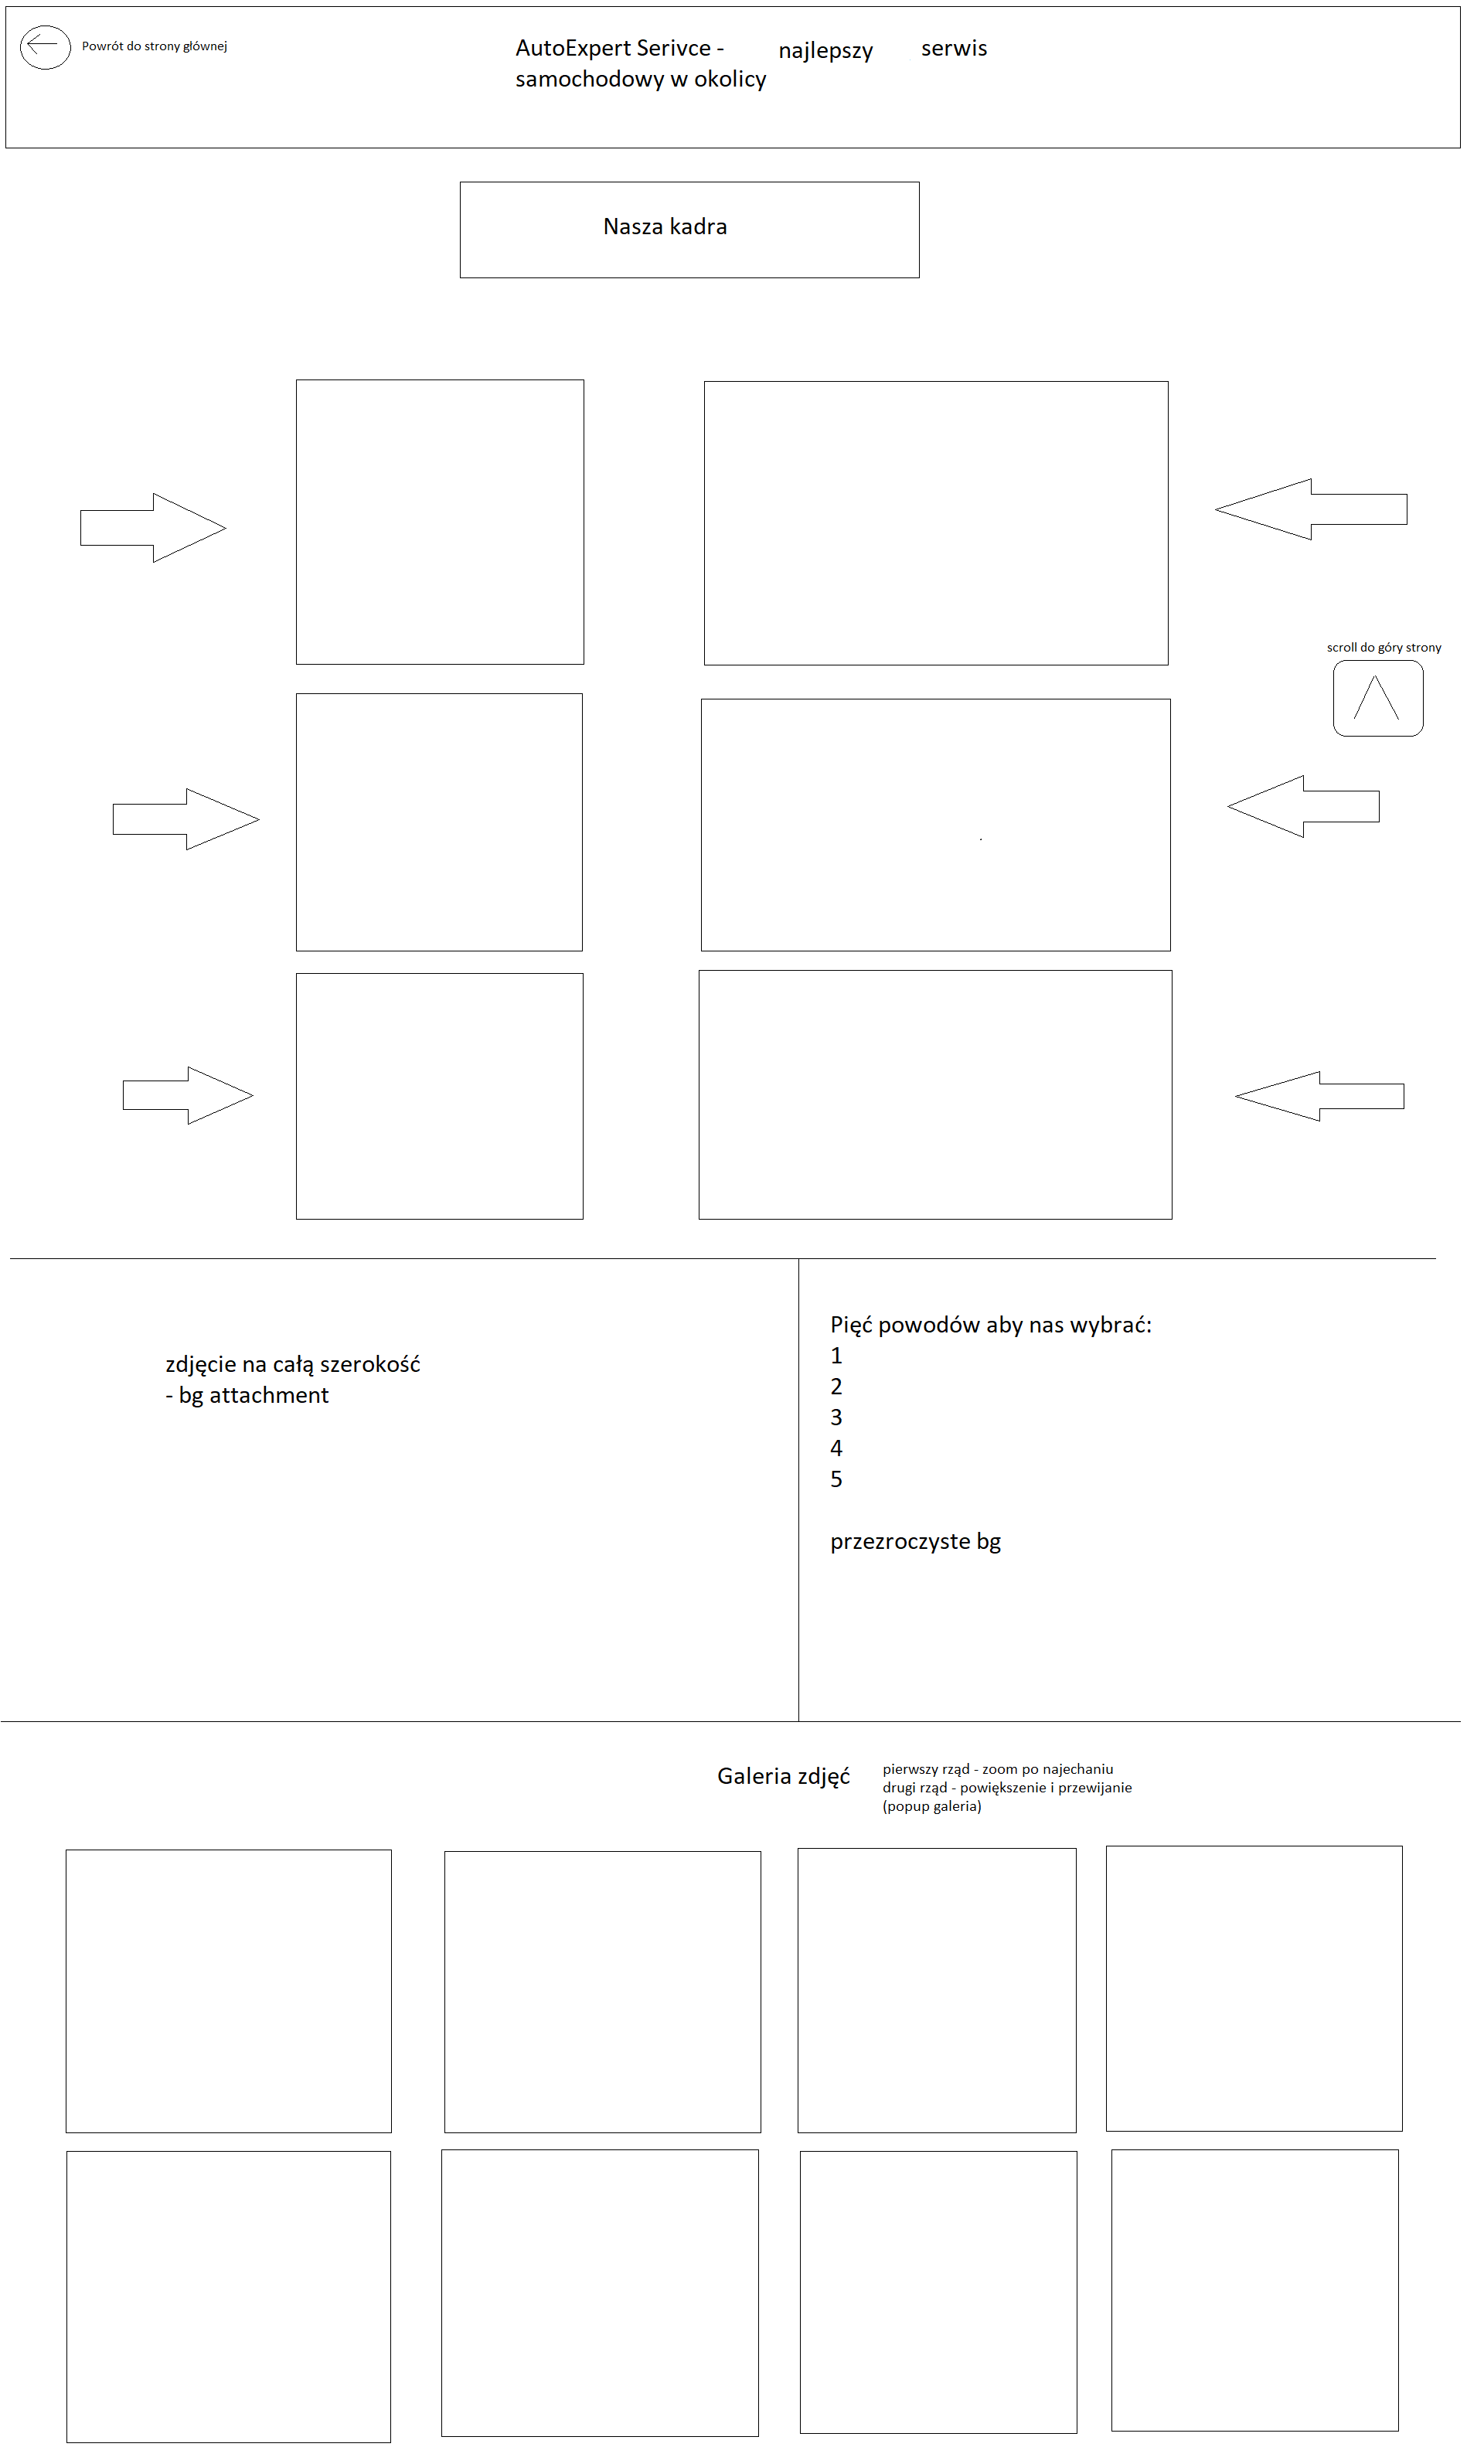 Powrót do strony głównej
AutoExpert Serivce - najlepszy serwis
samochodowy w okolicy
Nasza kadra
scroll do góry strony
zdjęcie na całą szerokość
- bg attachment
Pięć powodów aby nas wybrać:
1
2
3
4
5
przezroczyste bg
Galeria zdjęć
pierwszy rząd - zoom po najechaniu
drugi rząd - powiększenie i przewijanie
(popup galeria)